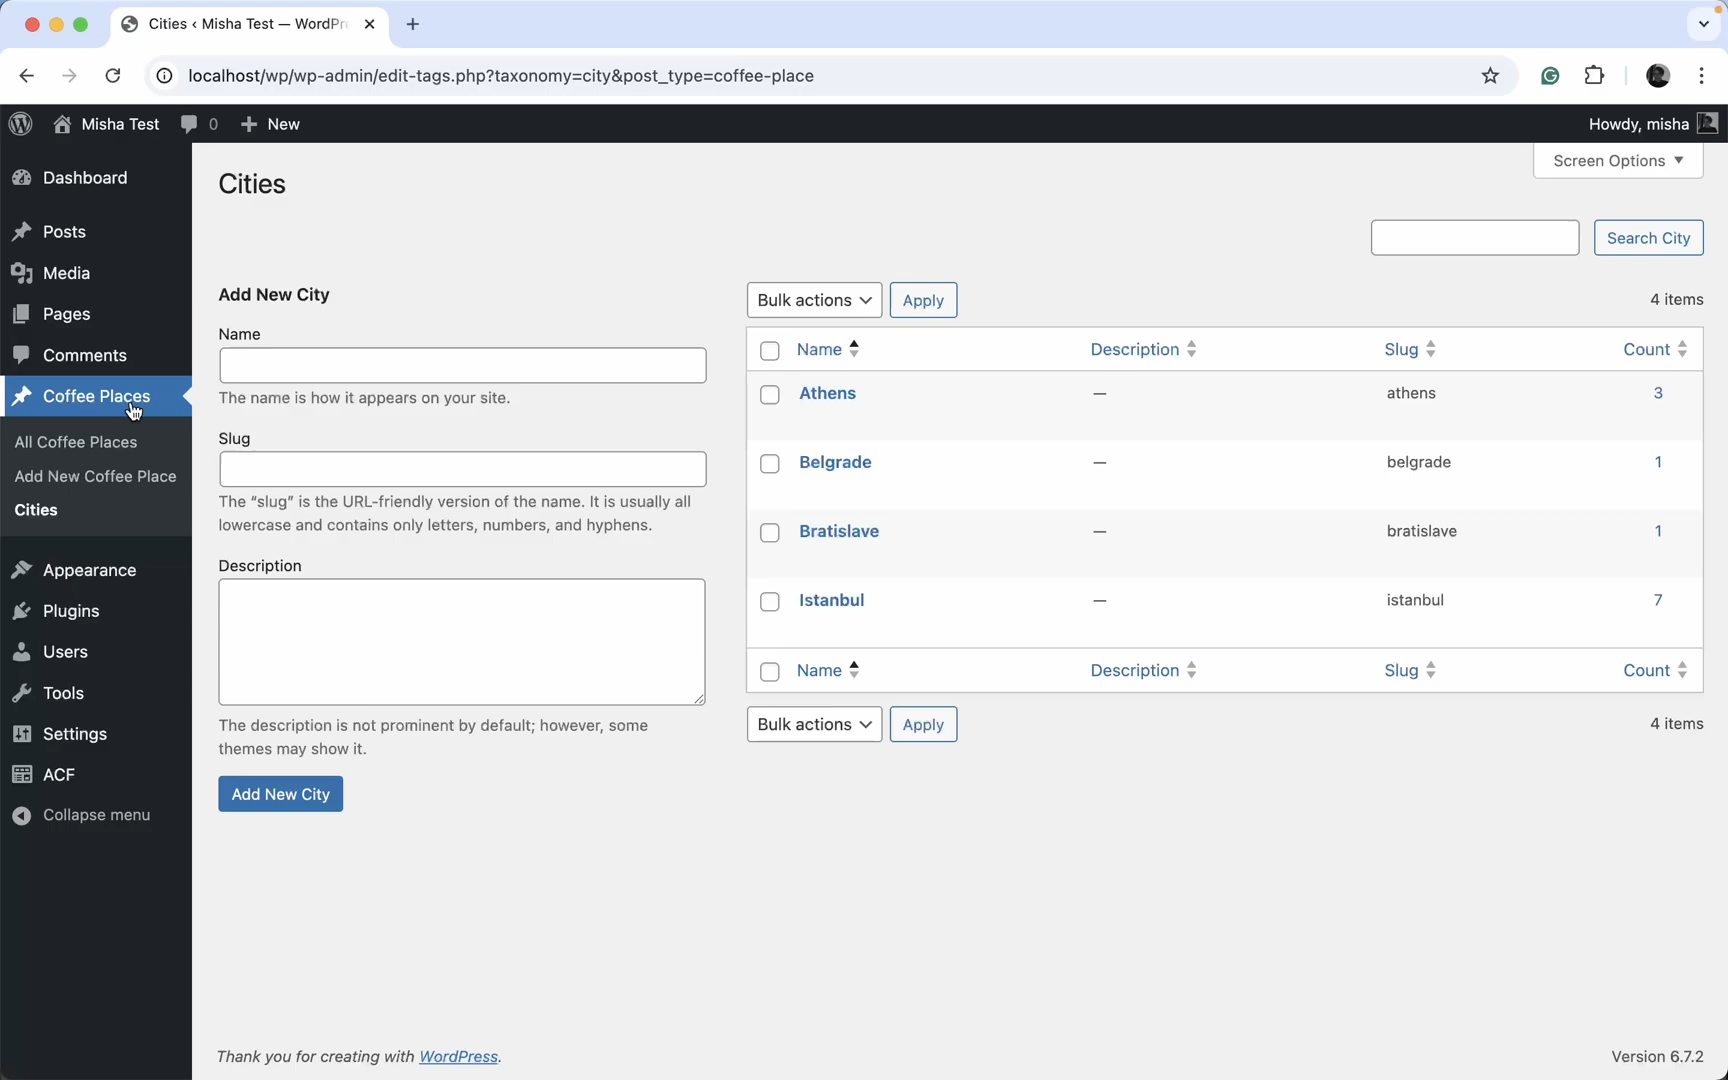 Cities ‹ Misha Test — WordPr
localhost/wp/wp-admin/edit-tags.php?taxonomy=city&post_type=coffee-place
Misha Test 0 New Howdy, misha
Screen Options
Dashboard
Posts
Media
Pages
Comments
Coffee Places
All Coffee Places
Add New Coffee Place
Cities
Appearance
Plugins
Users
Tools
Settings
ACF
Collapse menu
Cities
Search City
Add New City
Name
The name is how it appears on your site.
Slug
The “slug” is the URL-friendly version of the name. It is usually all
lowercase and contains only letters, numbers, and hyphens.
Description
The description is not prominent by default; however, some
themes may show it.
Add New City
Bulk actions Apply 4 items
Name Description Slug Count
Athens — athens 3
Belgrade — belgrade 1
Bratislave — bratislave 1
Istanbul — istanbul 7
Name Description Slug Count
Bulk actions Apply 4 items
Thank you for creating with WordPress. Version 6.7.2